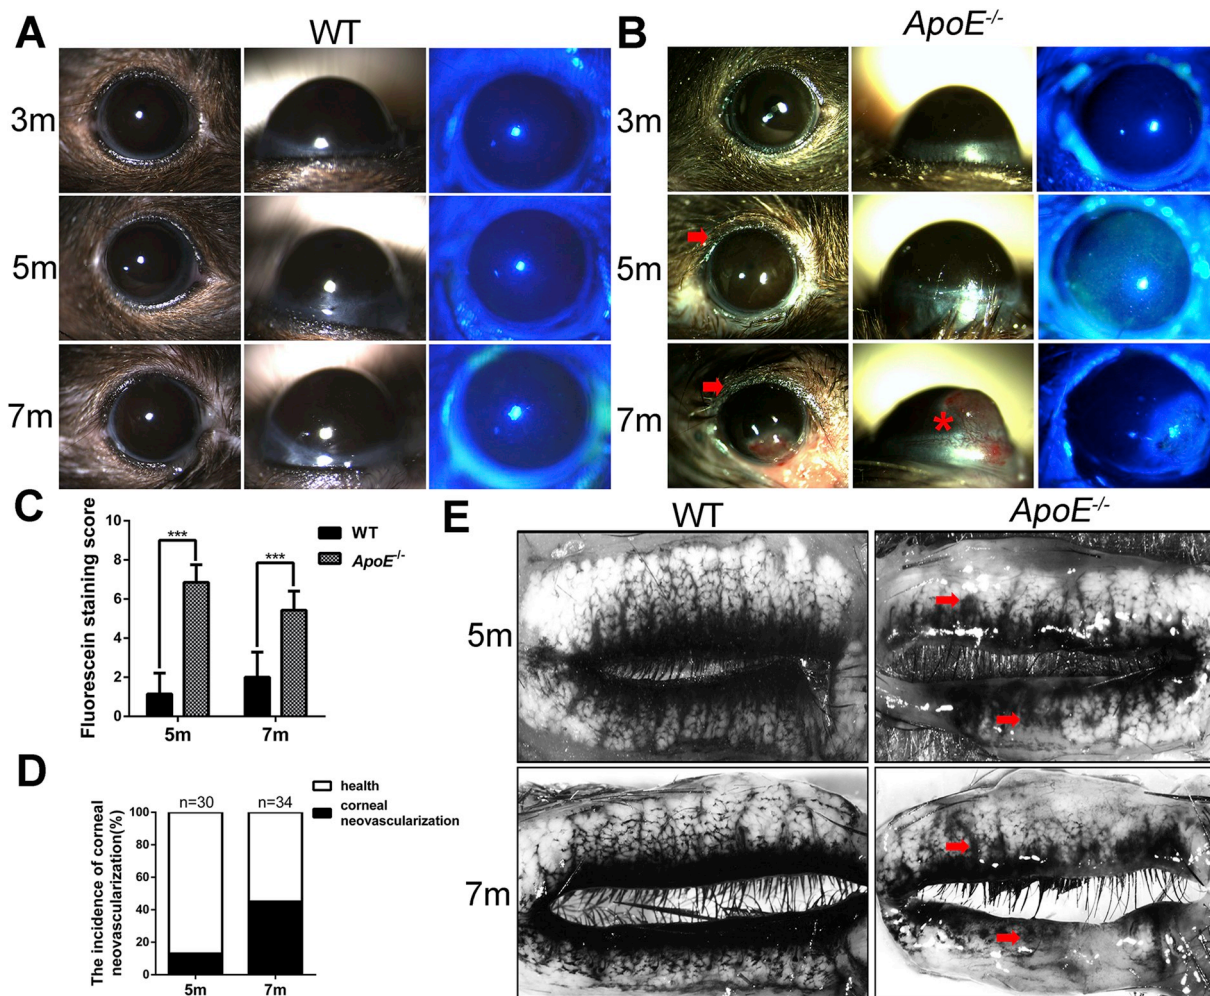 A
WT
B
ApoE-/-
3m
5m
7m
3m
5m
7m
C
Fluorescein staining score
10
8
6
4
2
0
***
***
5m
7m
WT
ApoE-/-
D
The incidence of corneal
neovascularization(%)
100
80
60
40
20
0
n=30
n=34
5m
7m
health
corneal
neovascularization
E
WT
ApoE-/-
5m
7m
*